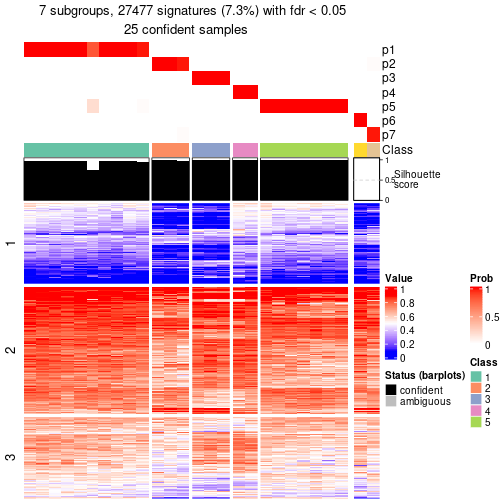 7 subgroups, 27477 signatures (7.3%) with fdr < 0.05
25 confident samples
p1
p2
p3
p4
p5
p6
p7
Class
1
0.5
0
Silhouette
score
1
2
3
Value
1
0.8
0.6
0.4
0.2
0
Prob
1
0.5
0
Status (barplots)
confident
ambiguous
Class
1
2
3
4
5